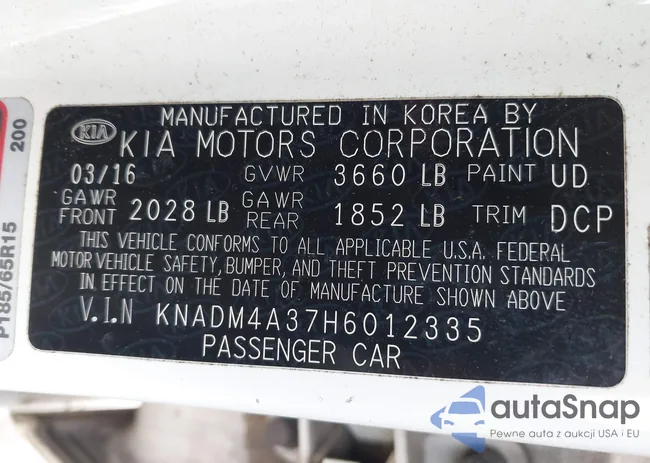 MANUFACTURED IN KOREA BY
KIA KIA MOTORS CORPORATION
03/16 GVWR 3660 LB PAINT UD
GAWR FRONT 2028 LB GAWR REAR 1852 LB TRIM DCP
THIS VEHICLE CONFORMS TO ALL APPLICABLE U.S.A. FEDERAL
MOTOR VEHICLE SAFETY, BUMPER, AND THEFT PREVENTION STANDARDS
IN EFFECT ON THE DATE OF MANUFACTURE SHOWN ABOVE
V.I.N KNADM4A37H6012335
PASSENGER CAR
200
P185/65R15
autaSnap
Pewne auta z aukcji USA i EU